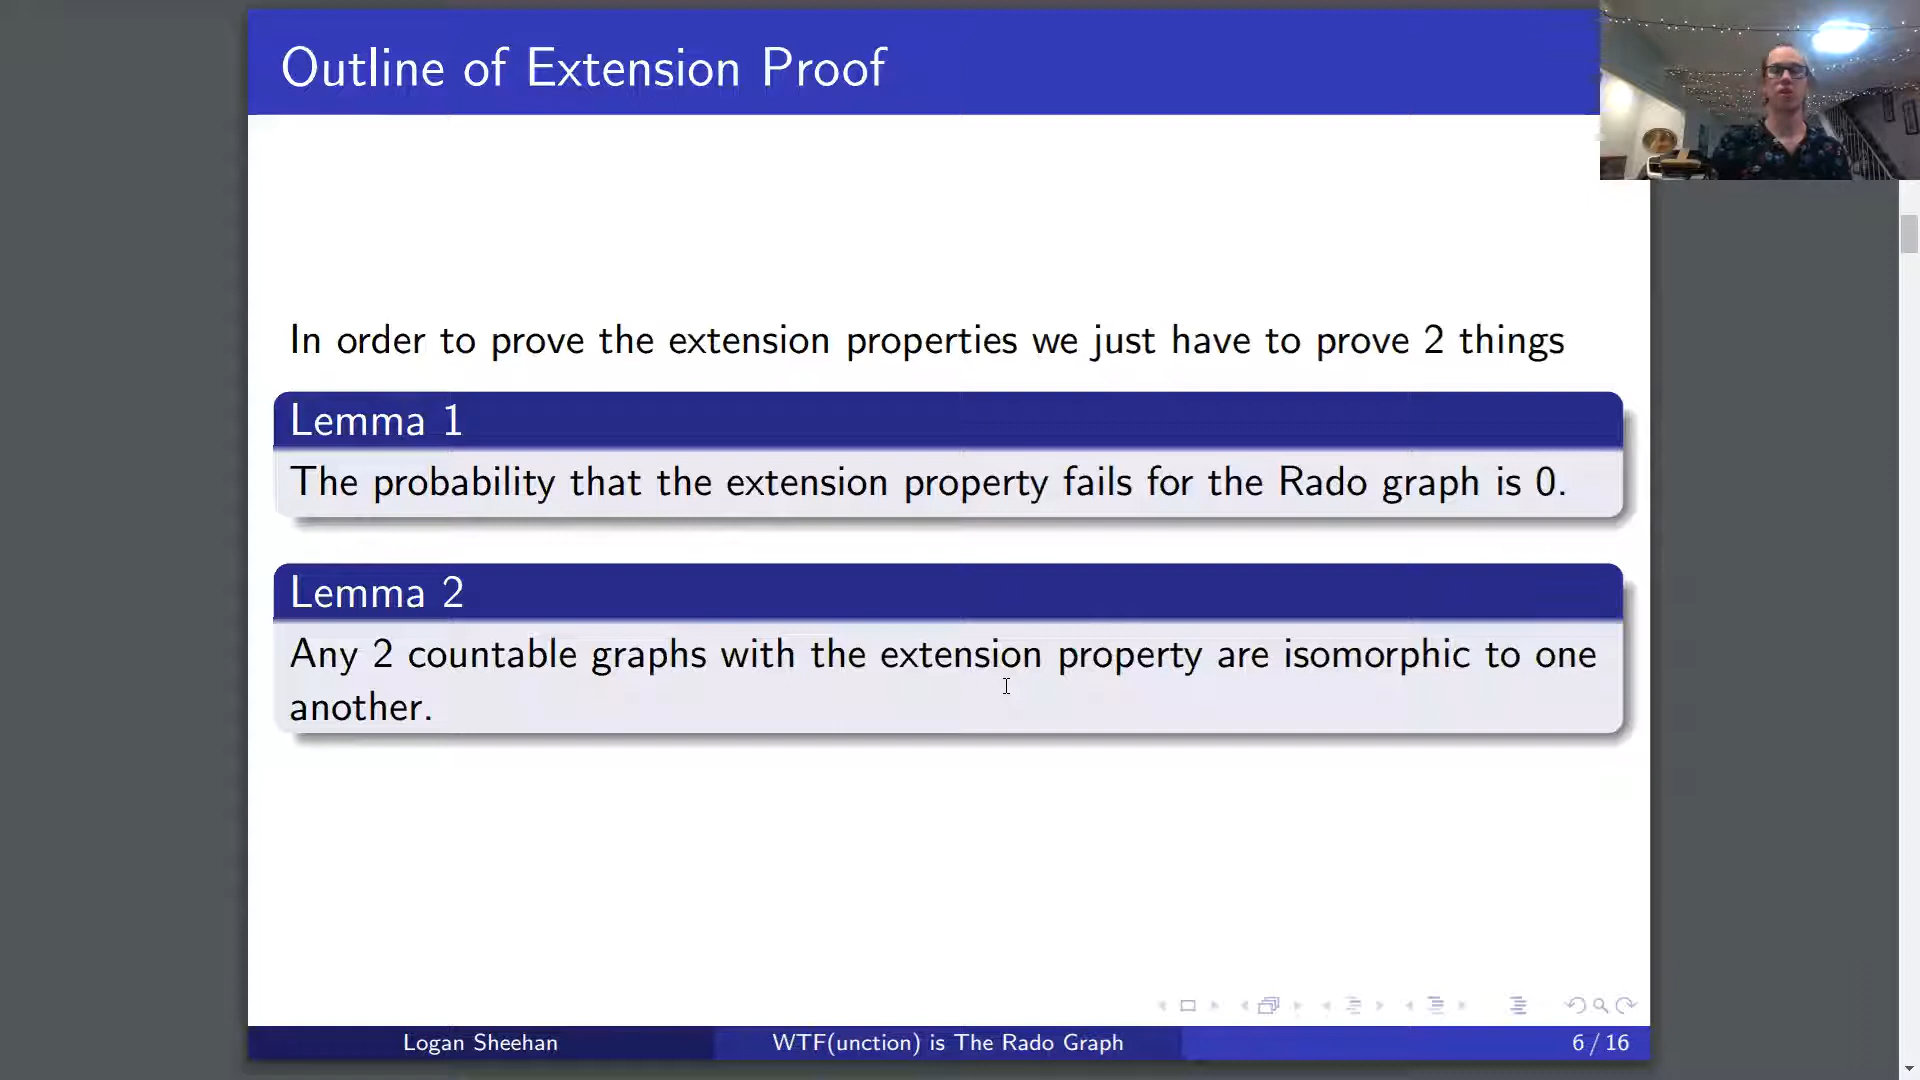 Outline of Extension Proof
In order to prove the extension properties we just have to prove 2 things
Lemma 1
The probability that the extension property fails for the Rado graph is 0.
Lemma 2
Any 2 countable graphs with the extension property are isomorphic to one
another.
Logan Sheehan
WTF(unction) is The Rado Graph
6 / 16